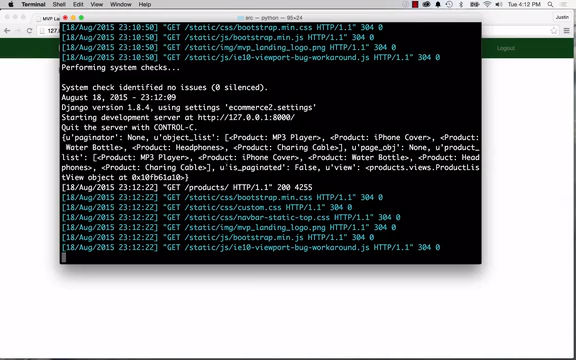 Terminal Shell Edit View Window Help
Tue 4:12 PM
src — python — 95×24
MVP L
Justin
127.
Logout
[18/Aug/2015 23:10:50] "GET /static/css/bootstrap.min.css HTTP/1.1" 304 0
[18/Aug/2015 23:10:50] "GET /static/js/bootstrap.min.js HTTP/1.1" 304 0
[18/Aug/2015 23:10:50] "GET /static/img/mvp_landing_logo.png HTTP/1.1" 304 0
[18/Aug/2015 23:10:50] "GET /static/js/ie10-viewport-bug-workaround.js HTTP/1.1" 304 0
Performing system checks...
System check identified no issues (0 silenced).
August 18, 2015 - 23:12:09
Django version 1.8.4, using settings 'ecommerce2.settings'
Starting development server at http://127.0.0.1:8000/
Quit the server with CONTROL-C.
{u'paginator': None, u'object_list': [<Product: MP3 Player>, <Product: iPhone Cover>, <Product:
Water Bottle>, <Product: Headphones>, <Product: Charging Cable>], u'page_obj': None, u'product_
list': [<Product: MP3 Player>, <Product: iPhone Cover>, <Product: Water Bottle>, <Product: Head
phones>, <Product: Charging Cable>], u'is_paginated': False, u'view': <products.views.ProductLi
stView object at 0x10fb61a10>}
[18/Aug/2015 23:12:22] "GET /products/ HTTP/1.1" 200 4255
[18/Aug/2015 23:12:22] "GET /static/css/bootstrap.min.css HTTP/1.1" 304 0
[18/Aug/2015 23:12:22] "GET /static/css/custom.css HTTP/1.1" 304 0
[18/Aug/2015 23:12:22] "GET /static/css/navbar-static-top.css HTTP/1.1" 304 0
[18/Aug/2015 23:12:22] "GET /static/img/mvp_landing_logo.png HTTP/1.1" 304 0
[18/Aug/2015 23:12:22] "GET /static/js/bootstrap.min.js HTTP/1.1" 304 0
[18/Aug/2015 23:12:22] "GET /static/js/ie10-viewport-bug-workaround.js HTTP/1.1" 304 0